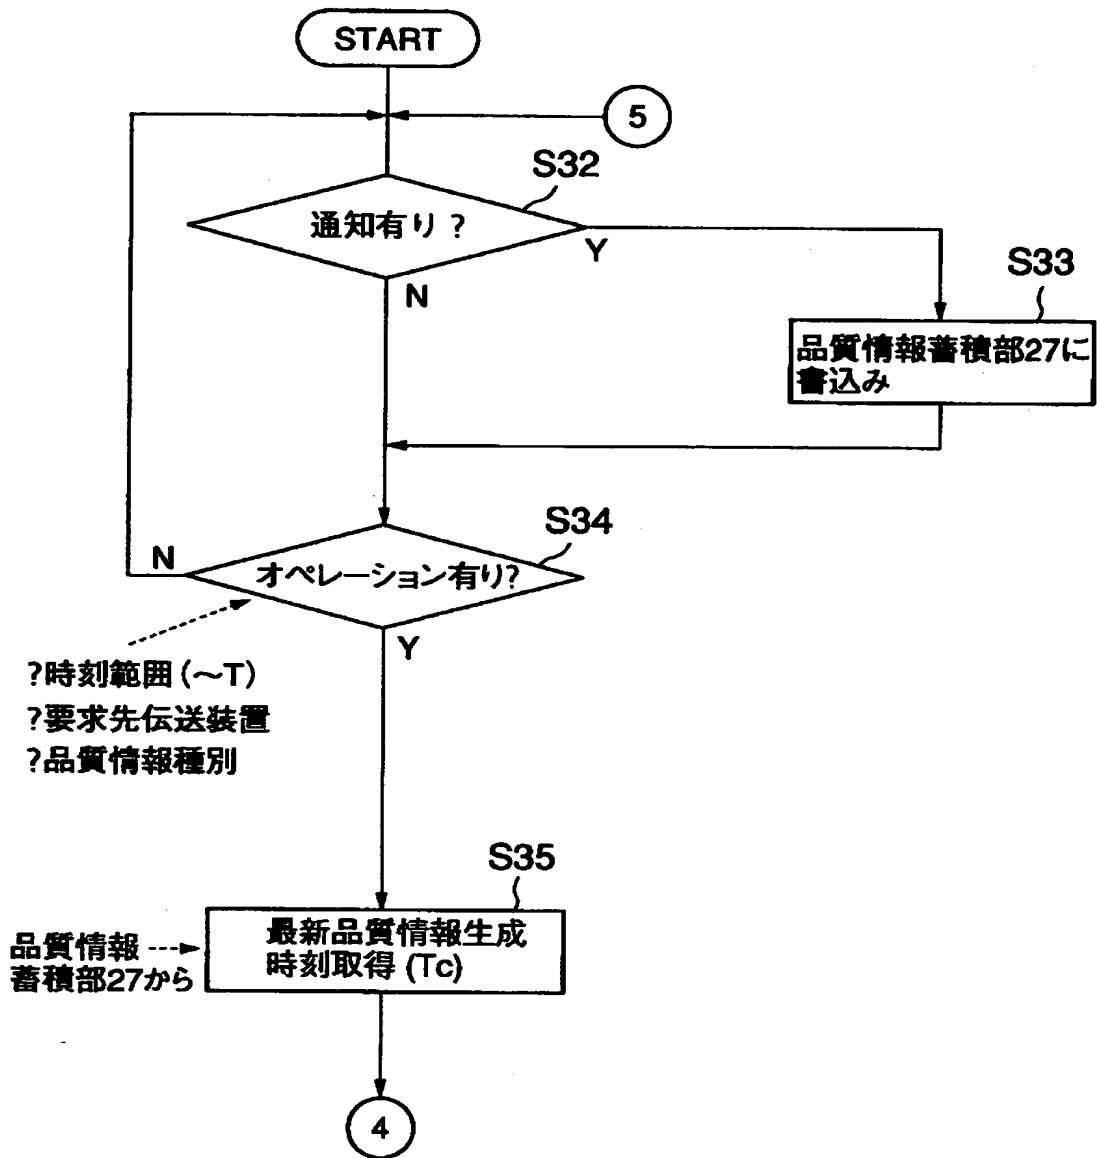 START
5
S32
通知有り ?
Y
N
S33
品質情報蓄積部27に
書込み
S34
N
オペレーション有り?
Y
?時刻範囲 (～T)
?要求先伝送装置
?品質情報種別
S35
最新品質情報生成
時刻取得 (Tc)
品質情報
蓄積部27から
4